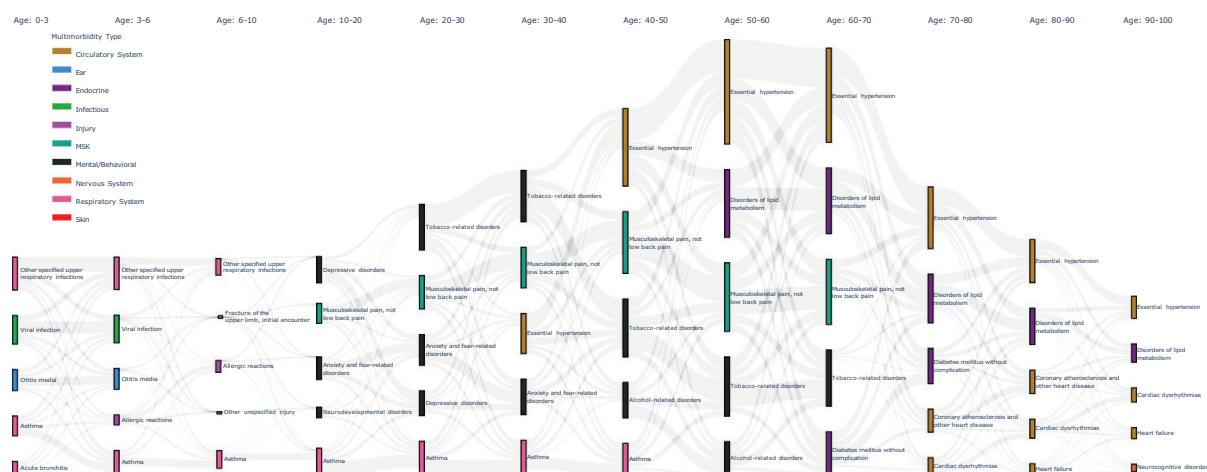 Age: 0-3
Age: 3-6
Age: 6-10
Age: 10-20
Age: 20-30
Age: 30-40
Age: 40-50
Age: 50-60
Age: 60-70
Age: 70-80
Age: 80-90
Age: 90-100
Multimorbidity Type
Circulatory System
Ear
Endocrine
Infectious
Injury
MSK
Mental/Behavioral
Nervous System
Respiratory System
Skin
Other specified upper
respiratory infections
Viral infection
Otitis media
Asthma
Acute bronchitis
Other specified upper
respiratory infections
Viral infection
Otitis media
Allergic reactions
Asthma
Other specified upper
respiratory infections
Fracture of the
upper limb, initial encounter
Allergic reactions
Other unspecified injury
Asthma
Depressive disorders
Musculoskeletal pain, not
low back pain
Anxiety and fear-related
disorders
Neurodevelopmental disorders
Asthma
Tobacco-related disorders
Musculoskeletal pain, not
low back pain
Anxiety and fear-related
disorders
Depressive disorders
Asthma
Tobacco-related disorders
Musculoskeletal pain, not
low back pain
Essential hypertension
Anxiety and fear-related
disorders
Asthma
Essential hypertension
Musculoskeletal pain, not
low back pain
Tobacco-related disorders
Alcohol-related disorders
Asthma
Essential hypertension
Disorders of lipid
metabolism
Musculoskeletal pain, not
low back pain
Tobacco-related disorders
Alcohol-related disorders
Essential hypertension
Disorders of lipid
metabolism
Musculoskeletal pain, not
low back pain
Tobacco-related disorders
Diabetes mellitus without
complication
Essential hypertension
Disorders of lipid
metabolism
Diabetes mellitus without
complication
Coronary atherosclerosis and
other heart disease
Cardiac dysrhythmias
Essential hypertension
Disorders of lipid
metabolism
Coronary atherosclerosis and
other heart disease
Cardiac dysrhythmias
Heart failure
Essential hypertension
Disorders of lipid
metabolism
Cardiac dysrhythmias
Heart failure
Neurocognitive disorder